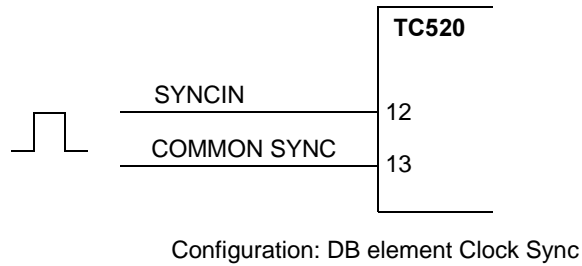 TC520
SYNCIN
12
COMMON SYNC
13
Configuration: DB element Clock Sync